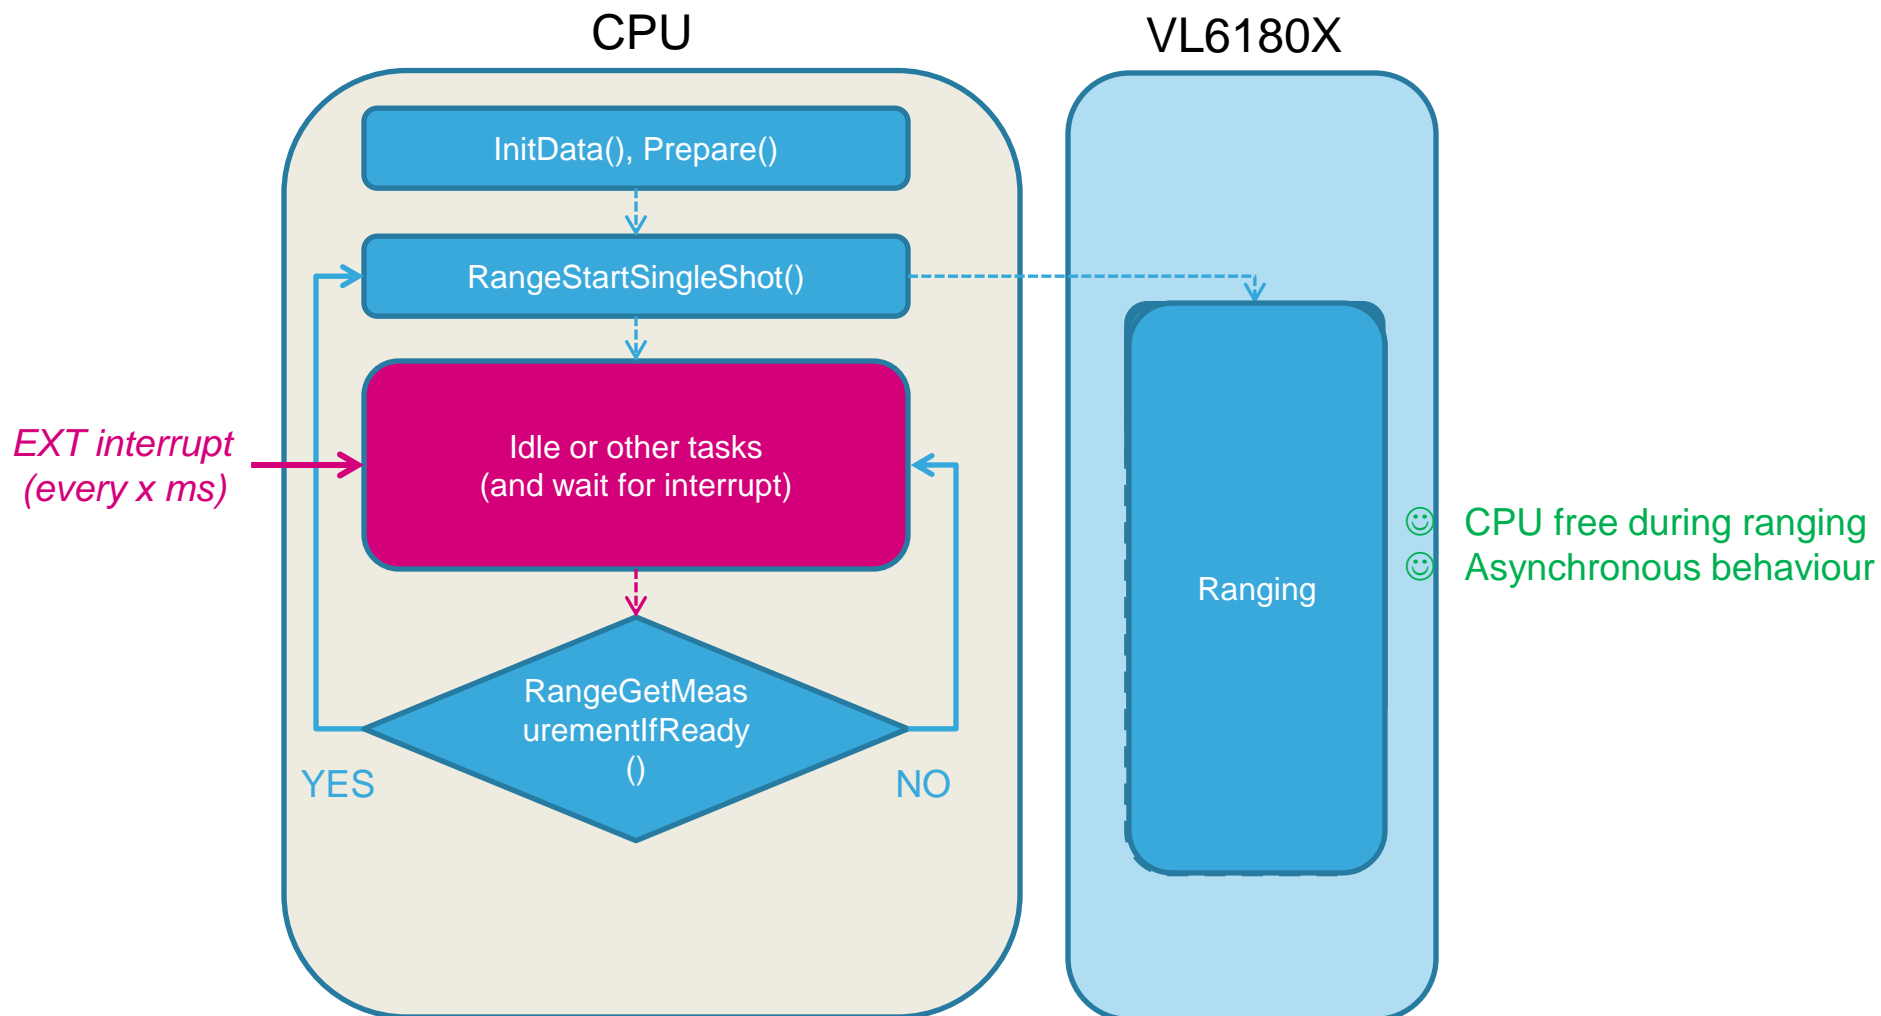 CPU
VL6180X
InitData(), Prepare()
RangeStartSingleShot()
EXT interrupt
(every x ms)
Idle or other tasks
(and wait for interrupt)
CPU free during ranging
Asynchronous behaviour
Ranging
RangeGetMeas
urementIfReady
()
YES
NO